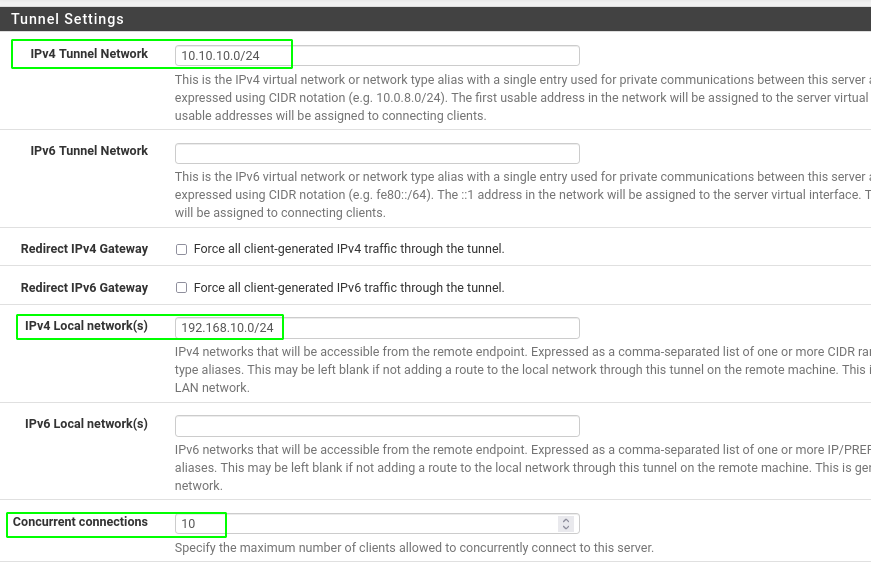 Tunnel Settings
IPv4 Tunnel Network
10.10.10.0/24
This is the IPv4 virtual network or network type alias with a single entry used for private communications between this server
expressed using CIDR notation (e.g. 10.0.8.0/24). The first usable address in the network will be assigned to the server virtual
usable addresses will be assigned to connecting clients.
IPv6 Tunnel Network
This is the IPv6 virtual network or network type alias with a single entry used for private communications between this server
expressed using CIDR notation (e.g. fe80::/64). The ::1 address in the network will be assigned to the server virtual interface.
will be assigned to connecting clients.
Redirect IPv4 Gateway
Force all client-generated IPv4 traffic through the tunnel.
Redirect IPv6 Gateway
Force all client-generated IPv6 traffic through the tunnel.
IPv4 Local network(s)
192.168.10.0/24
IPv4 networks that will be accessible from the remote endpoint. Expressed as a comma-separated list of one or more CIDR ra
type aliases. This may be left blank if not adding a route to the local network through this tunnel on the remote machine. This i
LAN network.
IPv6 Local network(s)
IPv6 networks that will be accessible from the remote endpoint. Expressed as a comma-separated list of one or more IP/PREF
aliases. This may be left blank if not adding a route to the local network through this tunnel on the remote machine. This is ge
network.
Concurrent connections
10
Specify the maximum number of clients allowed to concurrently connect to this server.